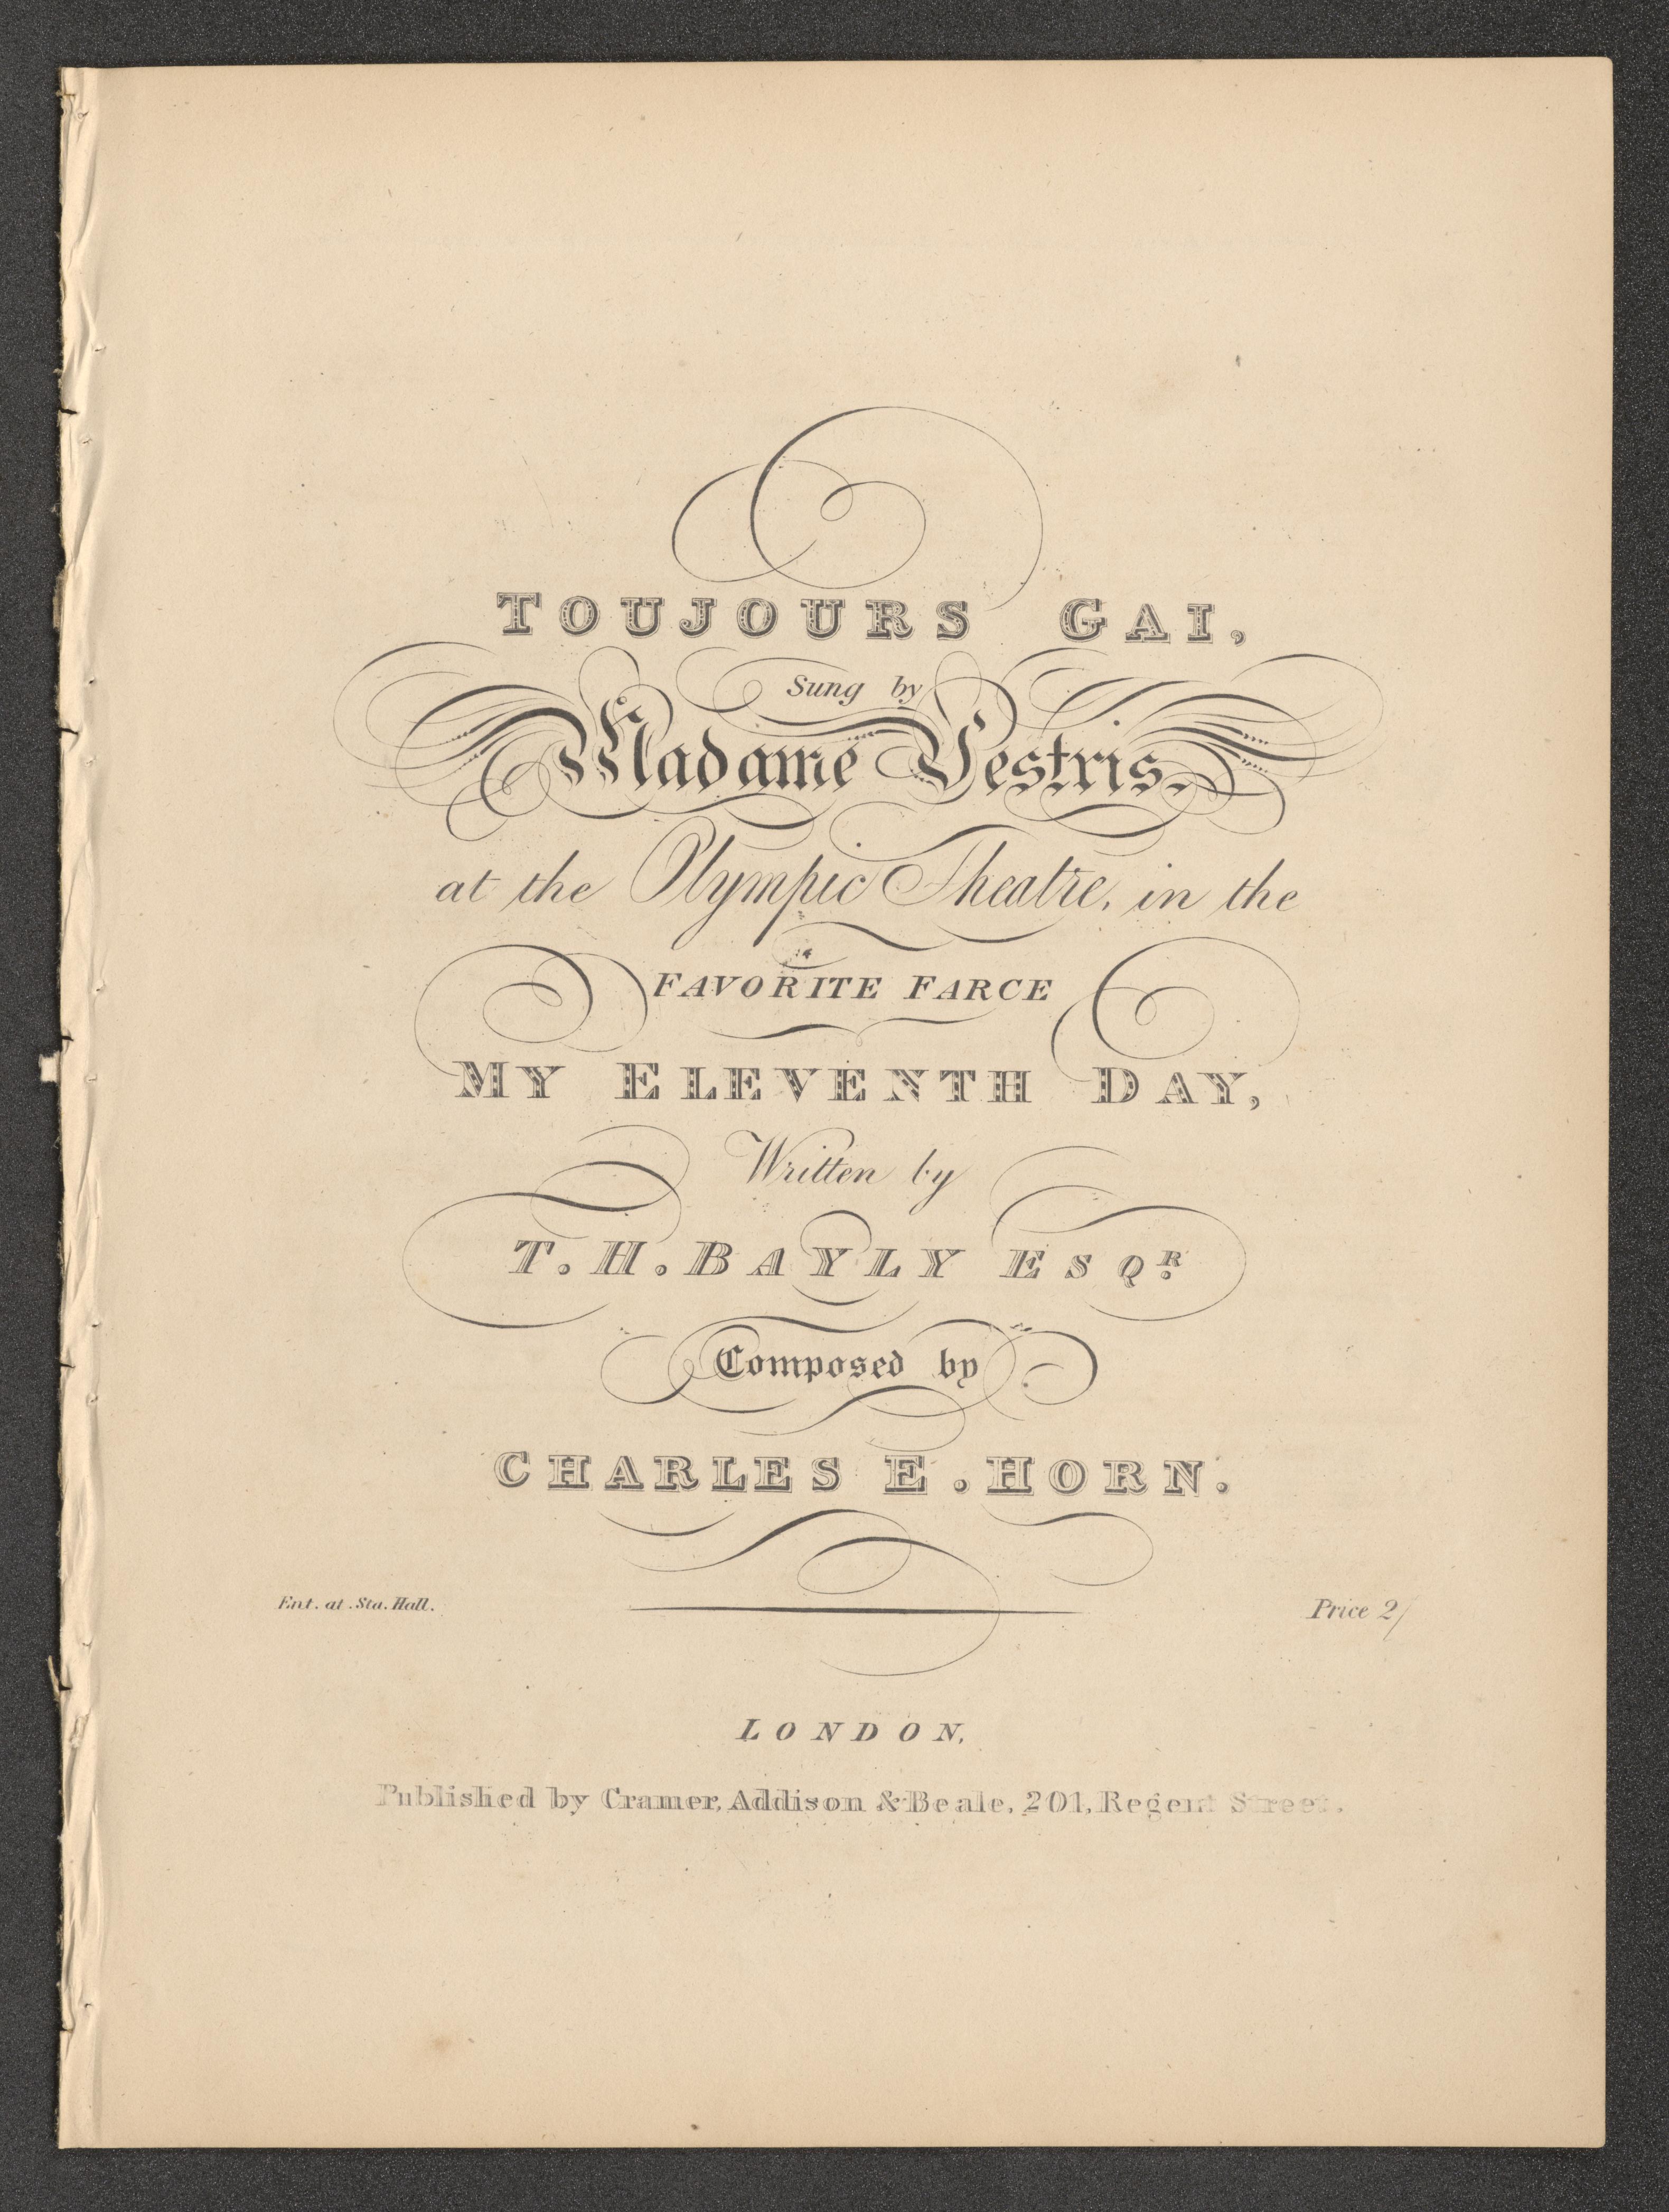 TOUJOURS GAI,
Sung by
Madame Vestris,
at the Olympic Theatre, in the
FAVORITE FARCE
MY ELEVENTH DAY,
Written by
T. H. BAYLY ESQR.
Composed by
CHARLES E. HORN.
Ent. at Sta. Hall.
Price 2/
LONDON,
Published by Cramer, Addison & Beale, 201, Regent Street.